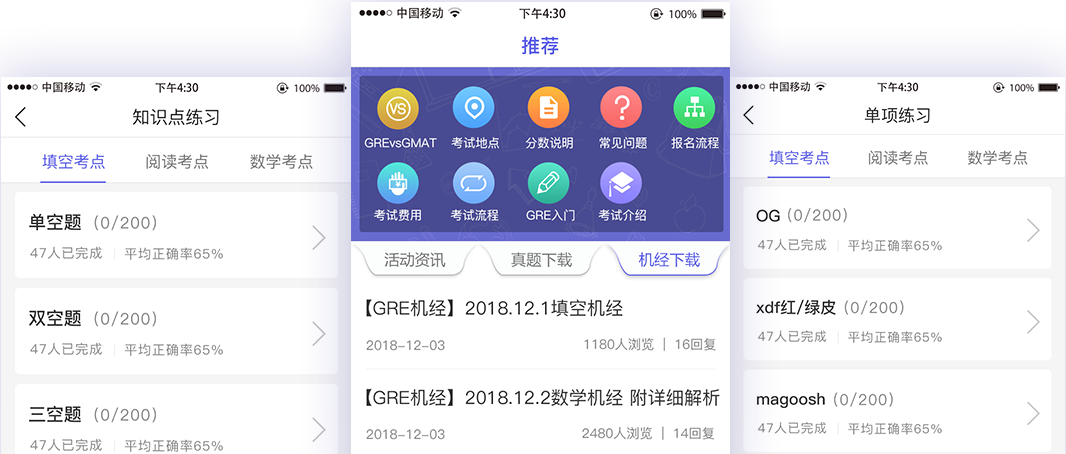 中国移动 下午4:30 100%
知识点练习
填空考点 阅读考点 数学考点
单空题 (0/200)
47人已完成 | 平均正确率65%
双空题 (0/200)
47人已完成 | 平均正确率65%
三空题 (0/200)
47人已完成 | 平均正确率65%
中国移动 下午4:30 100%
推荐
VS
GREvsGMAT 考试地点 分数说明 常见问题 报名流程
考试费用 考试流程 GRE入门 考试介绍
活动资讯 真题下载 机经下载
【GRE机经】2018.12.1填空机经
2018-12-03 1180人浏览 | 16回复
【GRE机经】2018.12.2数学机经 附详细解析
2018-12-03 2480人浏览 | 14回复
中国移动 下午4:30 100%
单项练习
填空考点 阅读考点 数学考点
OG (0/200)
47人已完成 | 平均正确率65%
xdf红/绿皮 (0/200)
47人已完成 | 平均正确率65%
magoosh (0/200)
47人已完成 | 平均正确率65%